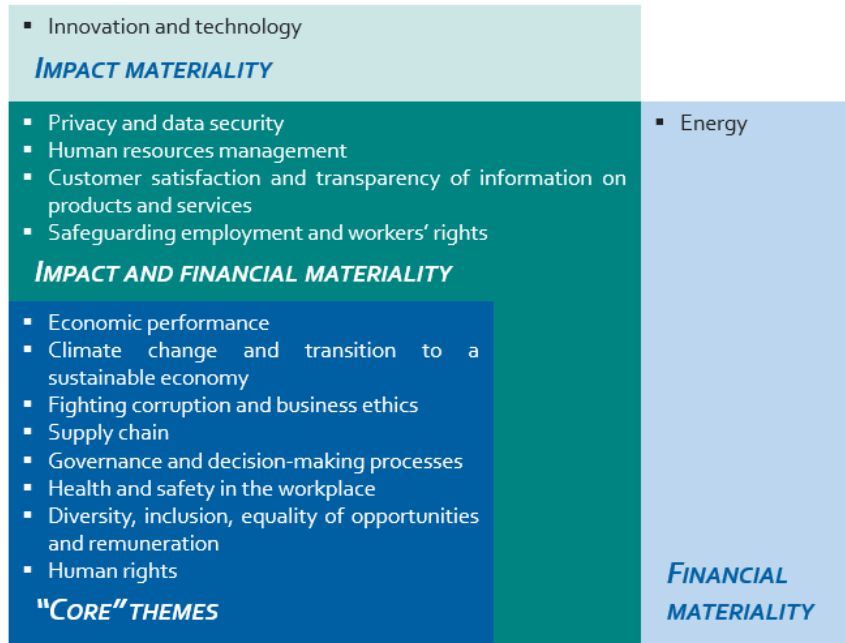 ▪ Innovation and technology
IMPACT MATERIALITY
▪ Privacy and data security
▪ Human resources management
▪ Customer satisfaction and transparency of information on
products and services
▪ Safeguarding employment and workers’ rights
IMPACT AND FINANCIAL MATERIALITY
▪ Economic performance
▪ Climate change and transition to a
sustainable economy
▪ Fighting corruption and business ethics
▪ Supply chain
▪ Governance and decision-making processes
▪ Health and safety in the workplace
▪ Diversity, inclusion, equality of opportunities
and remuneration
▪ Human rights
“CORE” THEMES
▪ Energy
FINANCIAL
MATERIALITY